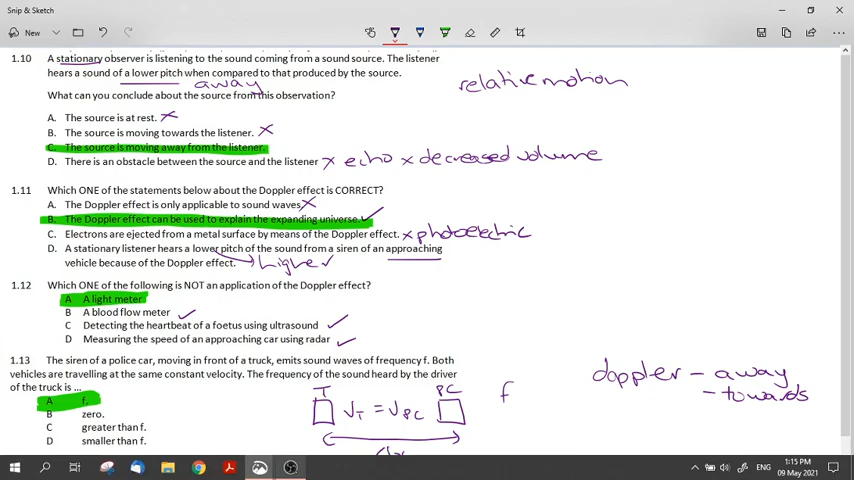 Snip & Sketch
New
1.10 A stationary observer is listening to the sound coming from a sound source. The listener
hears a sound of a lower pitch when compared to that produced by the source.
away
relative motion
What can you conclude about the source from this observation?
A. The source is at rest. x
B. The source is moving towards the listener. x
C. The source is moving away from the listener.
D. There is an obstacle between the source and the listener x echo x decreased volume
1.11 Which ONE of the statements below about the Doppler effect is CORRECT?
A. The Doppler effect is only applicable to sound waves x
B. The Doppler effect can be used to explain the expanding universe. ✓
C. Electrons are ejected from a metal surface by means of the Doppler effect. x photoelectric
D. A stationary listener hears a lower pitch of the sound from a siren of an approaching
vehicle because of the Doppler effect. higher ✓
1.12 Which ONE of the following is NOT an application of the Doppler effect?
A A light meter
B A blood flow meter ✓
C Detecting the heartbeat of a foetus using ultrasound ✓
D Measuring the speed of an approaching car using radar ✓
1.13 The siren of a police car, moving in front of a truck, emits sound waves of frequency f. Both
vehicles are travelling at the same constant velocity. The frequency of the sound heard by the driver
of the truck is ...
doppler - away
- towards
A f.
B zero.
C greater than f.
D smaller than f.
T PC f
VT = VPC
ENG
1:15 PM
09 May 2021